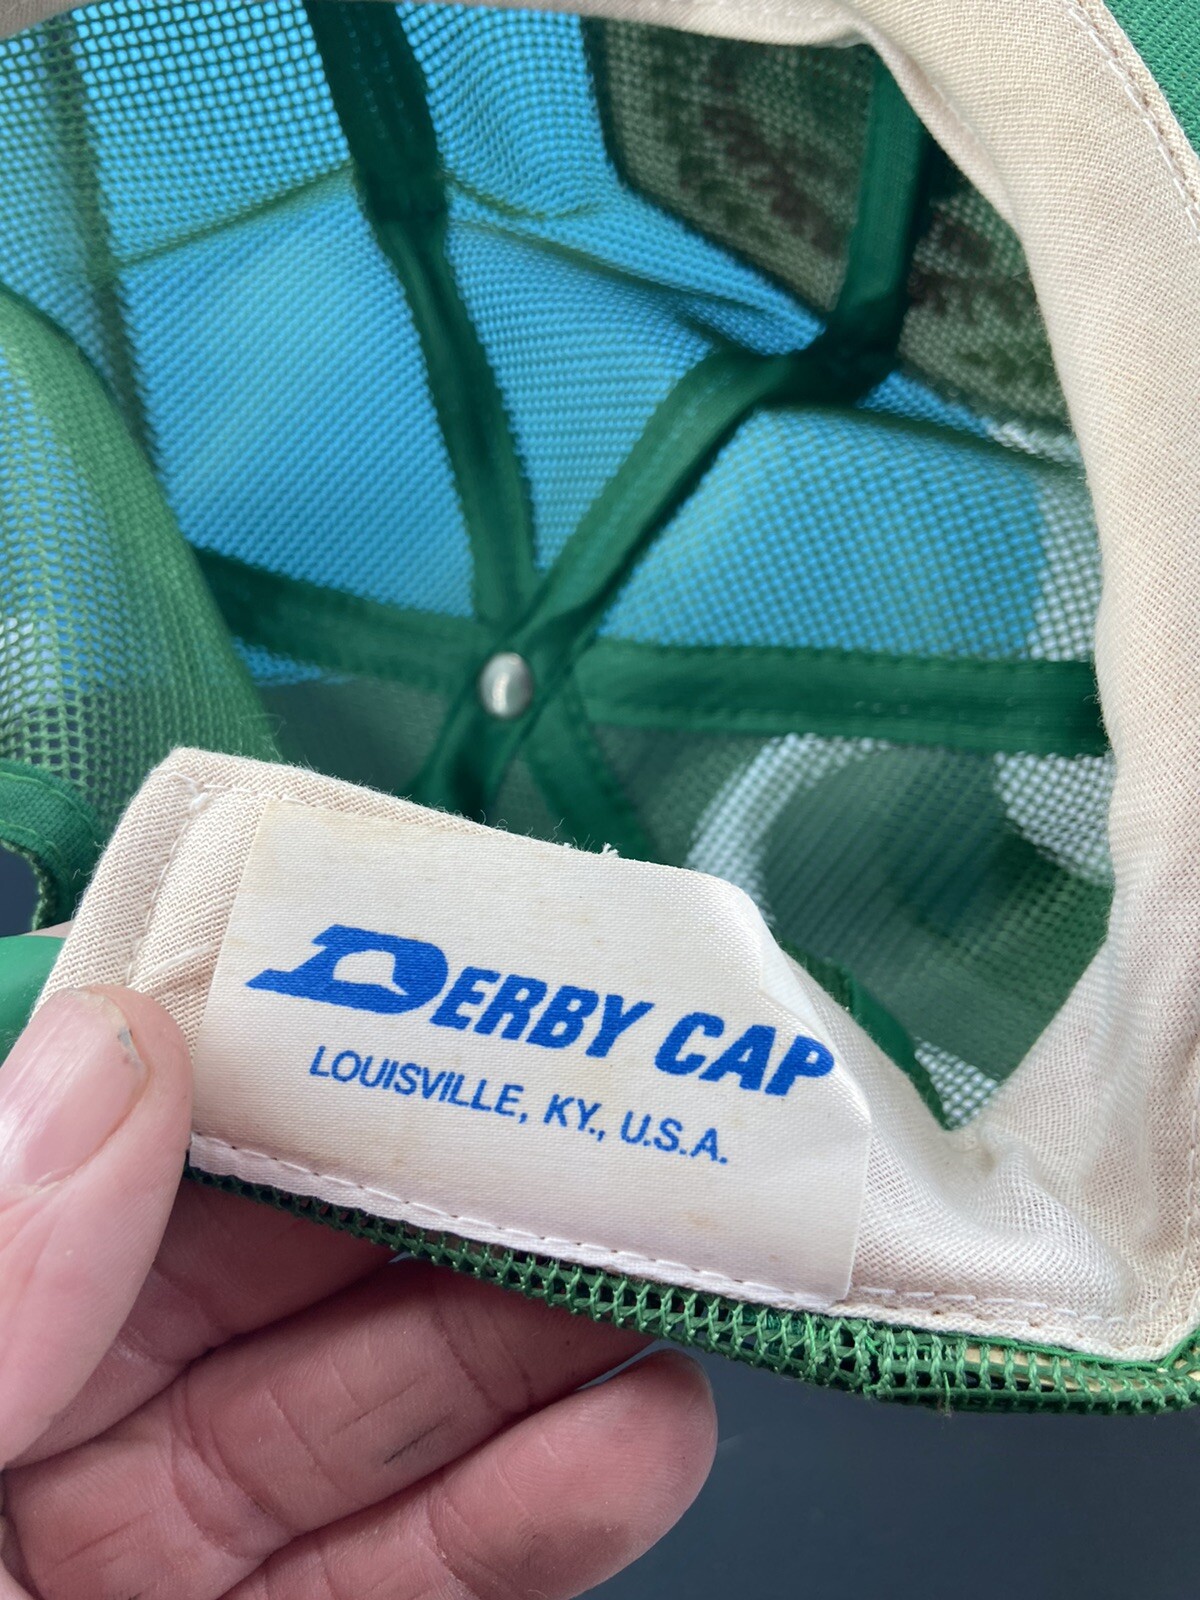 DERBY CAP
LOUISVILLE, KY., U.S.A.